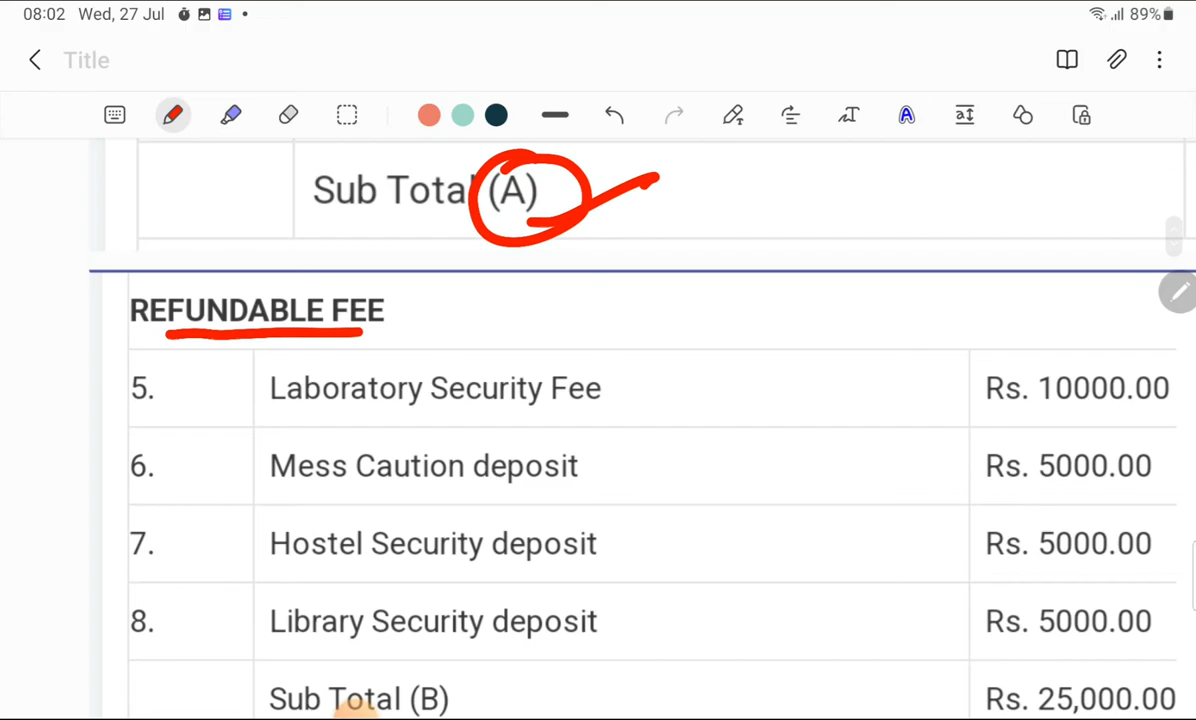 08:02 Wed, 27 Jul 89%
Title
Sub Total (A)
REFUNDABLE FEE
5. Laboratory Security Fee Rs. 10000.00
6. Mess Caution deposit Rs. 5000.00
7. Hostel Security deposit Rs. 5000.00
8. Library Security deposit Rs. 5000.00
Sub Total (B) Rs. 25,000.00